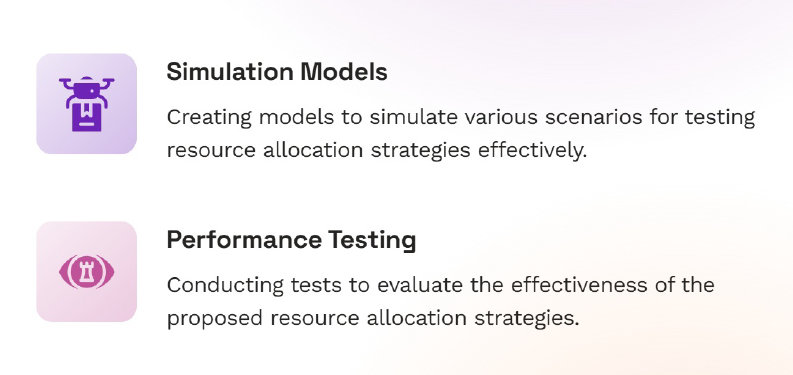 Simulation Models
Creating models to simulate various scenarios for testing
resource allocation strategies effectively.
Performance Testing
Conducting tests to evaluate the effectiveness of the
proposed resource allocation strategies.